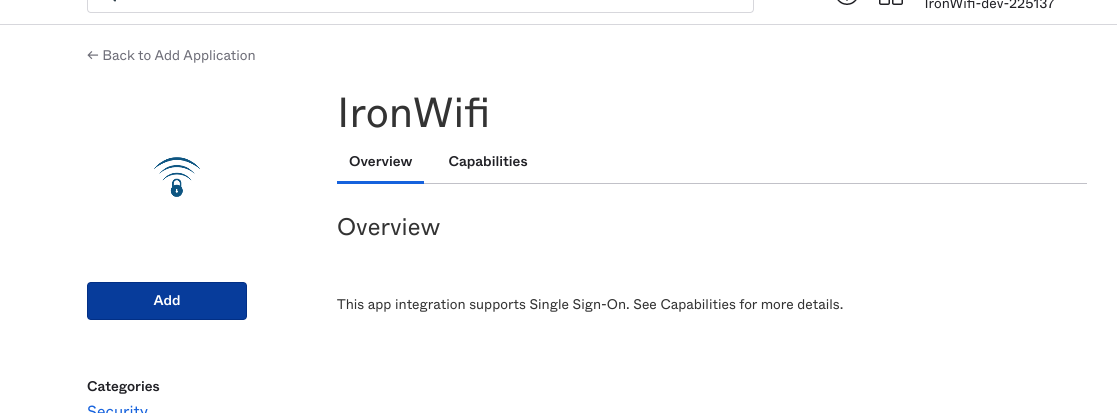 IronWifi-dev-225137
← Back to Add Application
IronWifi
Overview
Capabilities
Overview
Add
This app integration supports Single Sign-On. See Capabilities for more details.
Categories
Security